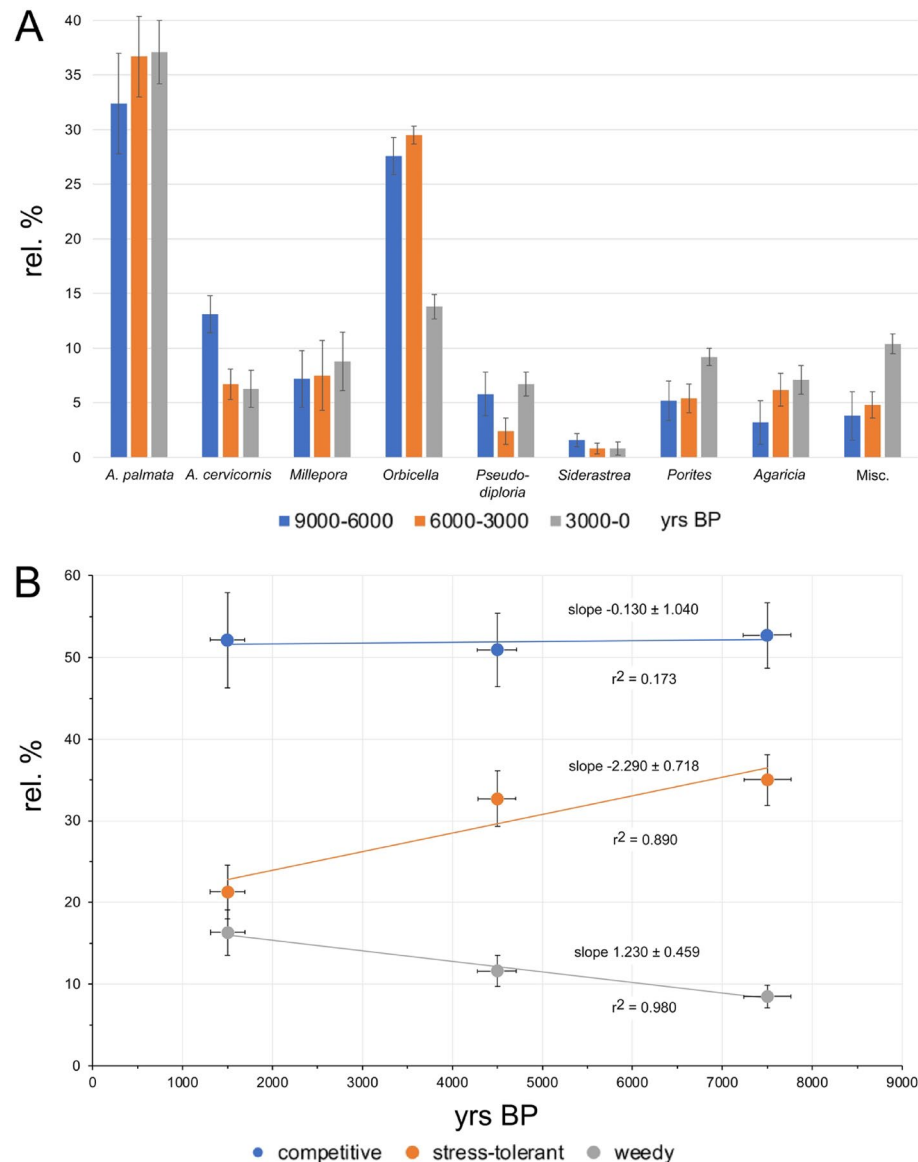 A
40
35
30
25
20
15
10
5
0
rel. %
A. palmata A. cervicornis Millepora Orbicella Pseudo- Siderastrea Porites Agaricia Misc.
diploria
9000-6000 6000-3000 3000-0 yrs BP
B
60
50
40
30
20
10
0
rel. %
slope -0.130 ± 1.040
r2 = 0.173
slope -2.290 ± 0.718
r2 = 0.890
slope 1.230 ± 0.459
r2 = 0.980
0 1000 2000 3000 4000 5000 6000 7000 8000 9000
yrs BP
competitive stress-tolerant weedy